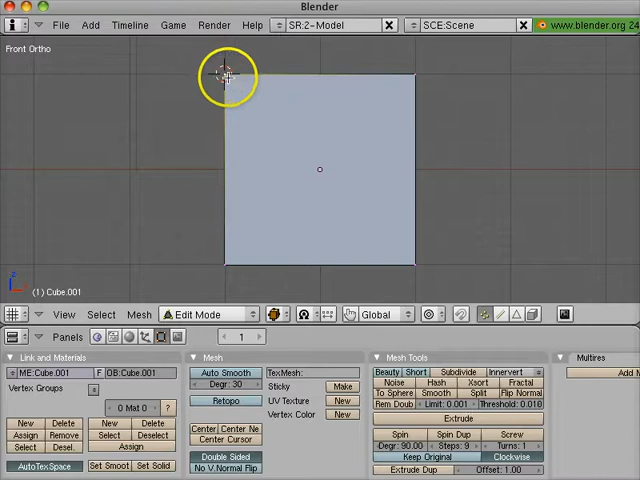 Blender
File Add Timeline Game Render Help SR:2-Model SCE:Scene www.blender.org 24
Front Ortho
z
(1) Cube.001
View Select Mesh Edit Mode Global
Panels 1
Link and Materials Mesh Mesh Tools Multires
ME:Cube.001 F OB:Cube.001 Auto Smooth TexMesh: Beauty Short Subdivide Innervert Add M
Vertex Groups Degr: 30 Sticky Make Noise Hash Xsort Fractal
Retopo UV Texture New To Sphere Smooth Split Flip Normal
0 Mat 0 ? Vertex Color New Rem Doub Limit: 0.001 Threshold: 0.010
New Delete New Delete Center Center Ne Extrude
Assign Remove Select Deselect Center Cursor Spin Spin Dup Screw
Select Desel. Assign Degr: 90.00 Steps: 9 Turns: 1
Double Sided Keep Original Clockwise
AutoTexSpace Set Smoot Set Solid No V.Normal Flip Extrude Dup Offset: 1.00